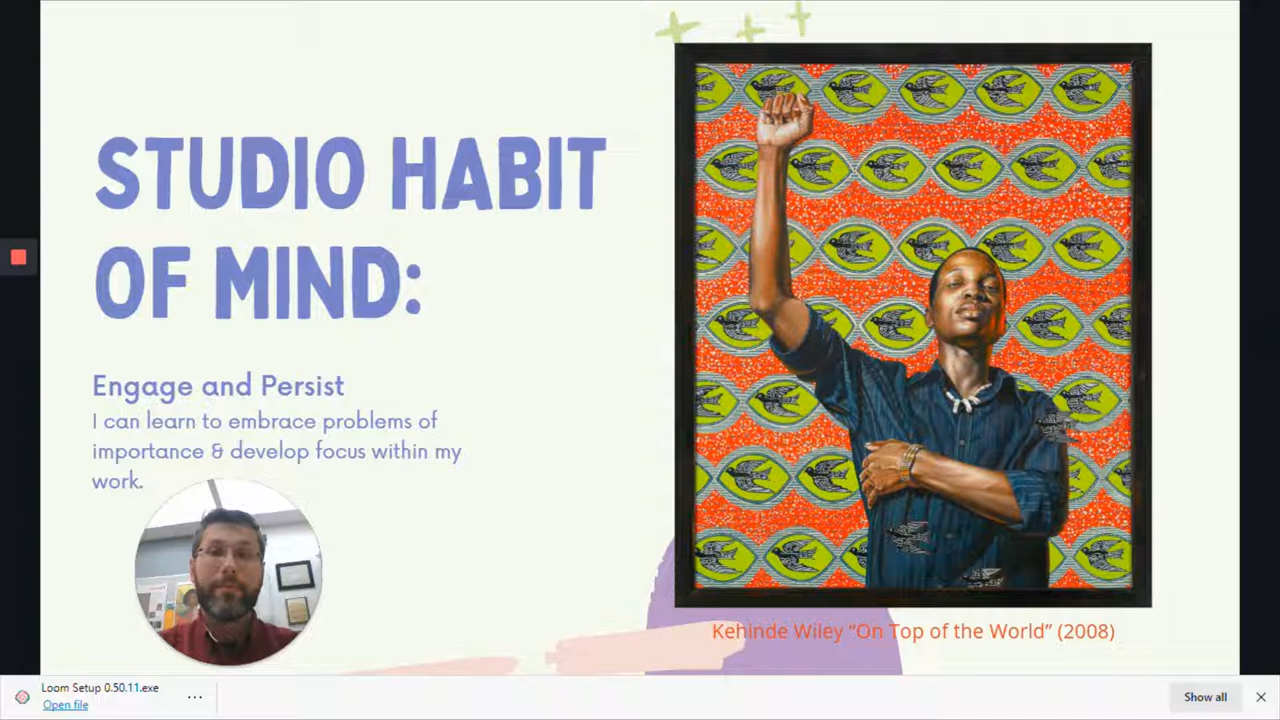 STUDIO HABIT
OF MIND:
Engage and Persist
I can learn to embrace problems of
importance & develop focus within my
work.
Kehinde Wiley “On Top of the World” (2008)
Loom Setup 0.50.11.exe
Open file
...
Show all